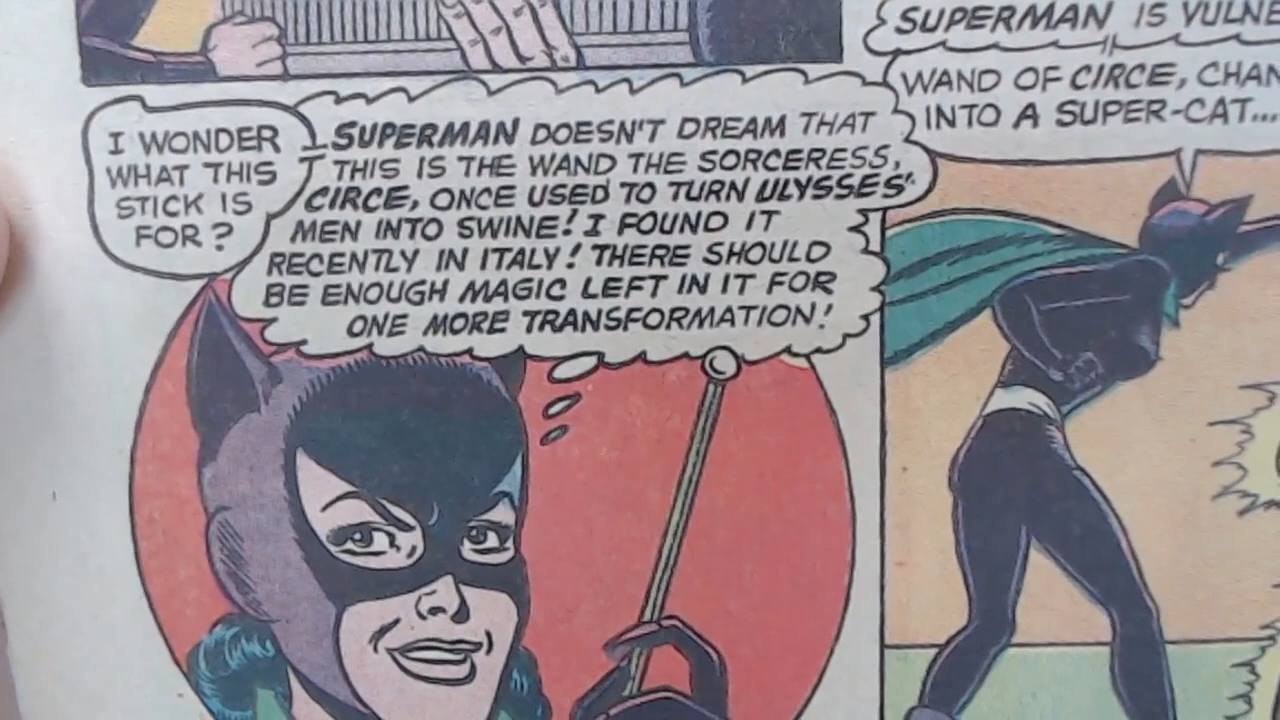 I WONDER
WHAT THIS
STICK IS
FOR?
SUPERMAN DOESN'T DREAM THAT
THIS IS THE WAND THE SORCERESS,
CIRCE, ONCE USED TO TURN ULYSSES'
MEN INTO SWINE! I FOUND IT
RECENTLY IN ITALY! THERE SHOULD
BE ENOUGH MAGIC LEFT IN IT FOR
ONE MORE TRANSFORMATION!
SUPERMAN IS
WAND OF CIRCE,
INTO A SUPER-CAT...